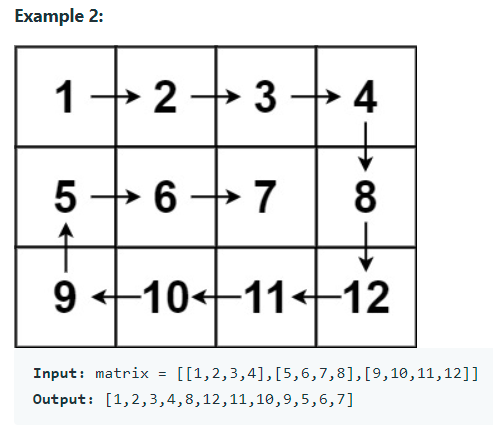 Example 2:
1 → 2 → 3 → 4
5 → 6 → 7 8
9 ← 10 ← 11 ← 12
Input: matrix = [[1,2,3,4],[5,6,7,8],[9,10,11,12]]
Output: [1,2,3,4,8,12,11,10,9,5,6,7]